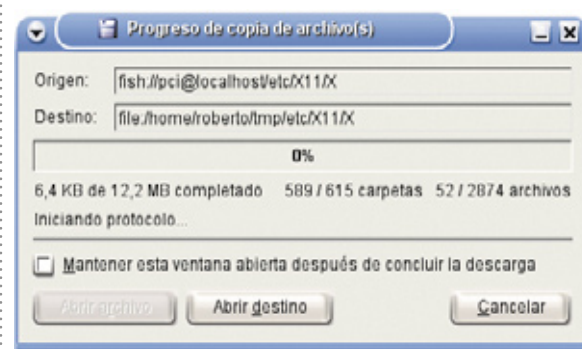 Progreso de copia de archivo(s)
Origen: fish://pci@localhost/etc/X11/X
Destino: file:/home/roberto/tmp/etc/X11/X
0%
6,4 KB de 12,2 MB completado 589 / 615 carpetas 52 / 2874 archivos
Iniciando protocolo...
Mantener esta ventana abierta después de concluir la descarga
Abrir archivo Abrir destino Cancelar